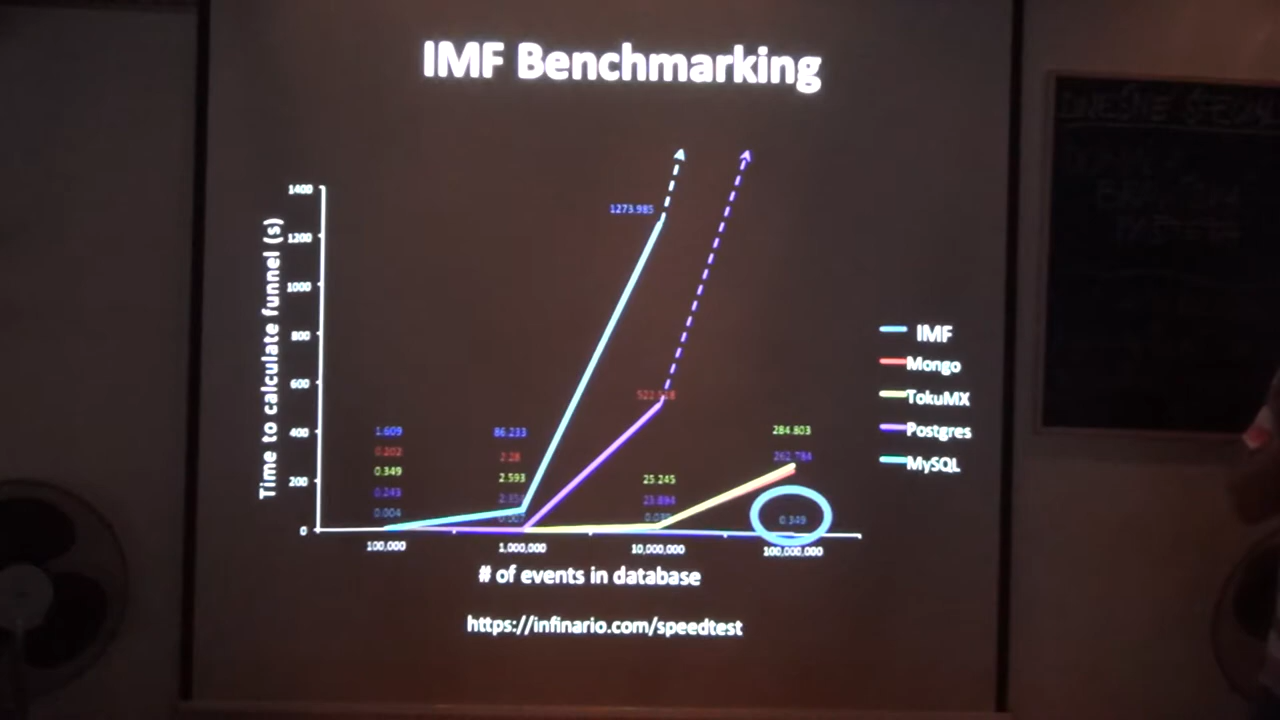 IMF Benchmarking
Time to calculate funnel (s)
1400
1200
1000
800
600
400
200
0
1273.985
1.609
0.202
0.349
0.243
0.004
86.233
2.28
2.593
25.245
23.894
284.803
262.784
0.349
100,000
1,000,000
10,000,000
100,000,000
# of events in database
IMF
Mongo
TokuMX
Postgres
MySQL
https://infinario.com/speedtest